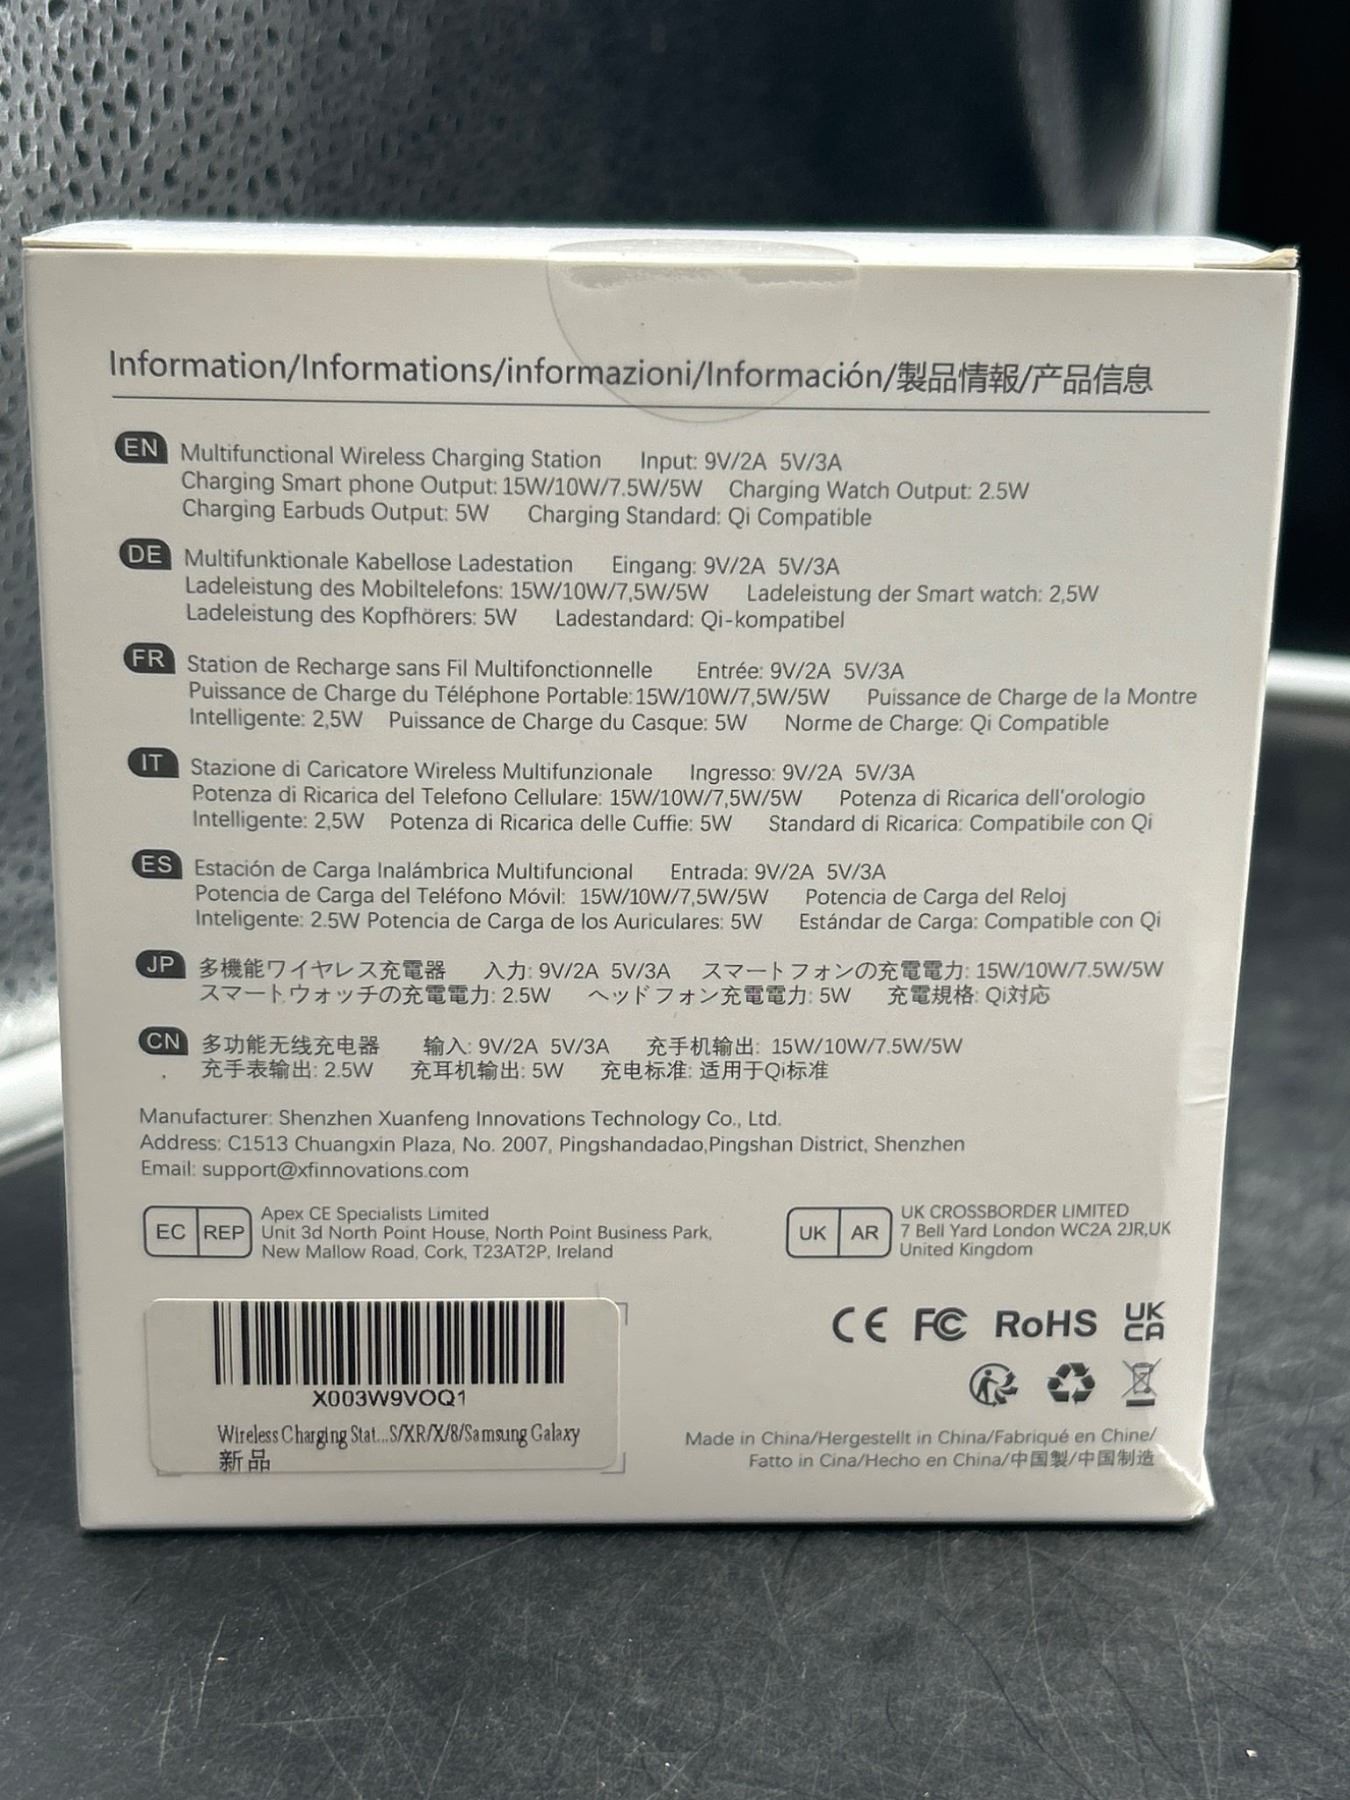 Information/Informations/informazioni/Información/製品情報/产品信息
EN Multifunctional Wireless Charging Station Input: 9V/2A 5V/3A
Charging Smart phone Output: 15W/10W/7.5W/5W Charging Watch Output: 2.5W
Charging Earbuds Output: 5W Charging Standard: Qi Compatible
DE Multifunktionale Kabellose Ladestation Eingang: 9V/2A 5V/3A
Ladeleistung des Mobiltelefons: 15W/10W/7,5W/5W Ladeleistung der Smart watch: 2,5W
Ladeleistung des Kopfhörers: 5W Ladestandard: Qi-kompatibel
FR Station de Recharge sans Fil Multifonctionnelle Entrée: 9V/2A 5V/3A
Puissance de Charge du Téléphone Portable: 15W/10W/7,5W/5W Puissance de Charge de la Montre
Intelligente: 2,5W Puissance de Charge du Casque: 5W Norme de Charge: Qi Compatible
IT Stazione di Caricatore Wireless Multifunzionale Ingresso: 9V/2A 5V/3A
Potenza di Ricarica del Telefono Cellulare: 15W/10W/7,5W/5W Potenza di Ricarica dell'orologio
Intelligente: 2,5W Potenza di Ricarica delle Cuffie: 5W Standard di Ricarica: Compatibile con Qi
ES Estación de Carga Inalámbrica Multifuncional Entrada: 9V/2A 5V/3A
Potencia de Carga del Teléfono Móvil: 15W/10W/7,5W/5W Potencia de Carga del Reloj
Inteligente: 2.5W Potencia de Carga de los Auriculares: 5W Estándar de Carga: Compatible con Qi
JP 多機能ワイヤレス充電器 入力: 9V/2A 5V/3A スマートフォンの充電電力: 15W/10W/7.5W/5W
スマートウォッチの充電電力: 2.5W ヘッドフォン充電電力: 5W 充電規格: Qi対応
CN 多功能无线充电器 输入: 9V/2A 5V/3A 充手机输出: 15W/10W/7.5W/5W
充手表输出: 2.5W 充耳机输出: 5W 充电标准: 适用于Qi标准
Manufacturer: Shenzhen Xuanfeng Innovations Technology Co., Ltd.
Address: C1513 Chuangxin Plaza, No. 2007, Pingshandadao,Pingshan District, Shenzhen
Email: support@xfinnovations.com
EC REP Apex CE Specialists Limited
Unit 3d North Point House, North Point Business Park,
New Mallow Road, Cork, T23AT2P, Ireland
UK AR UK CROSSBORDER LIMITED
7 Bell Yard London WC2A 2JR,UK
United Kingdom
CE FC RoHS UK CA
X003W9VOQ1
Wireless Charging Stat...S/XR/X/8/Samsung Galaxy
新品
Made in China/Hergestellt in China/Fabriqué en Chine/
Fatto in Cina/Hecho en China/中国製/中国制造